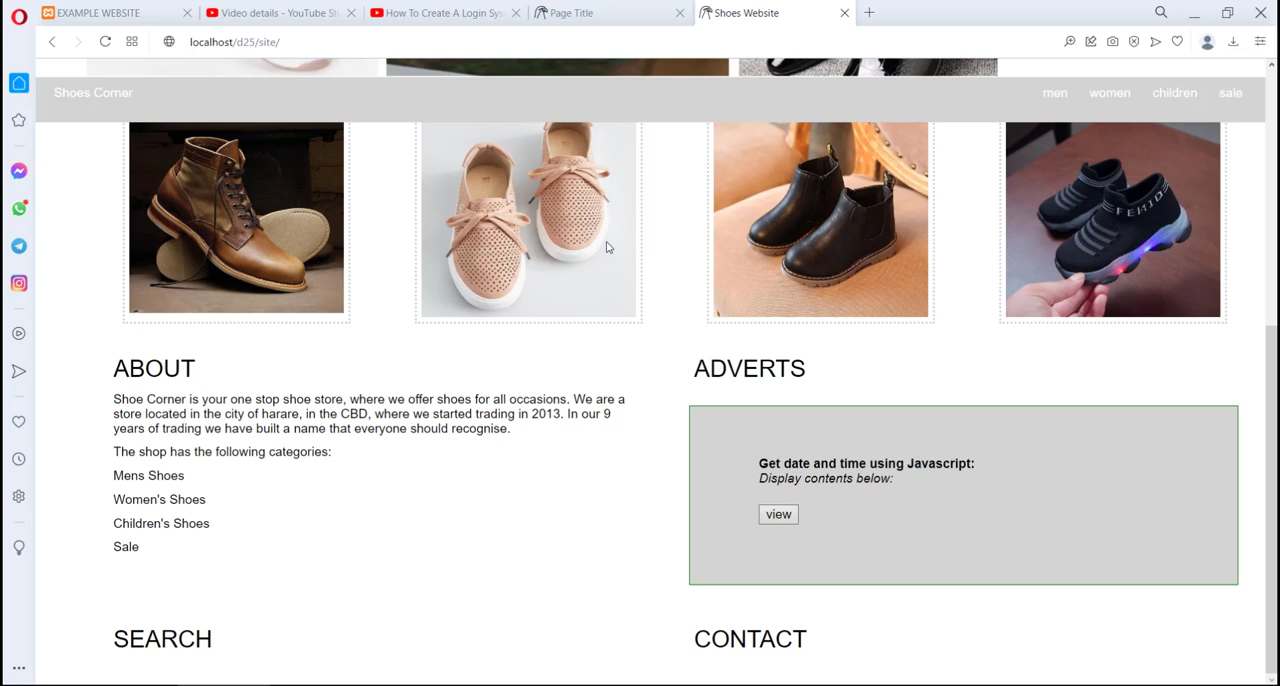 EXAMPLE WEBSITE
Video details - YouTube St
How To Create A Login Sys
Page Title
Shoes Website
localhost/d25/site/
Shoes Corner
men women children sale
FEMID
ABOUT
Shoe Corner is your one stop shoe store, where we offer shoes for all occasions. We are a
store located in the city of harare, in the CBD, where we started trading in 2013. In our 9
years of trading we have built a name that everyone should recognise.
The shop has the following categories:
Mens Shoes
Women's Shoes
Children's Shoes
Sale
ADVERTS
Get date and time using Javascript:
Display contents below:
view
SEARCH
CONTACT